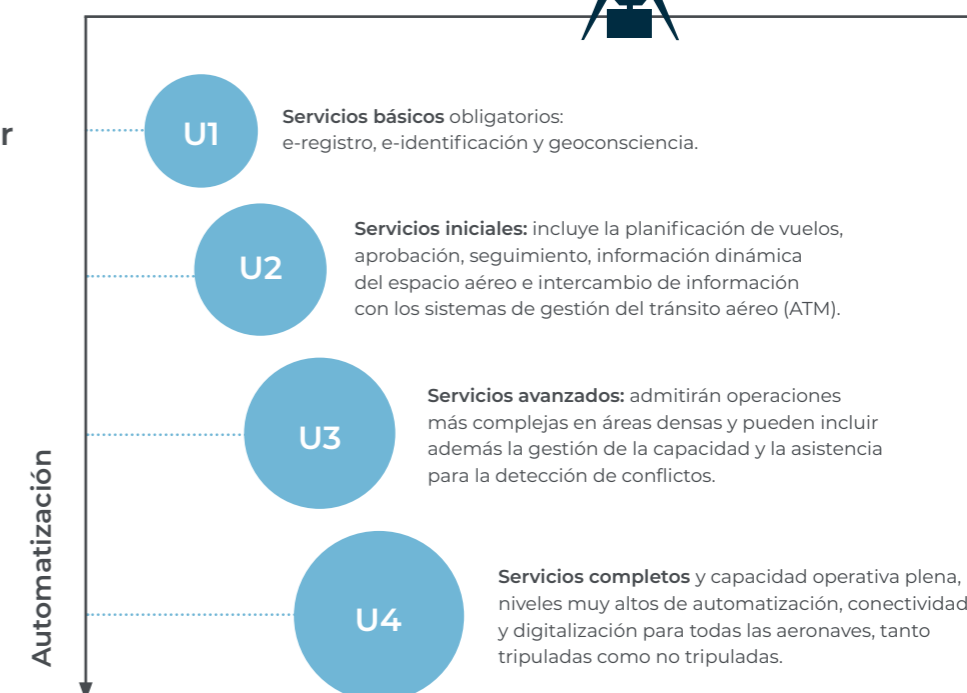 r
U1
Servicios básicos obligatorios:
e-registro, e-identificación y geoconsciencia.
U2
Servicios iniciales: incluye la planificación de vuelos,
aprobación, seguimiento, información dinámica
del espacio aéreo e intercambio de información
con los sistemas de gestión del tránsito aéreo (ATM).
U3
Servicios avanzados: admitirán operaciones
más complejas en áreas densas y pueden incluir
además la gestión de la capacidad y la asistencia
para la detección de conflictos.
Automatización
U4
Servicios completos y capacidad operativa plena,
niveles muy altos de automatización, conectividad
y digitalización para todas las aeronaves, tanto
tripuladas como no tripuladas.